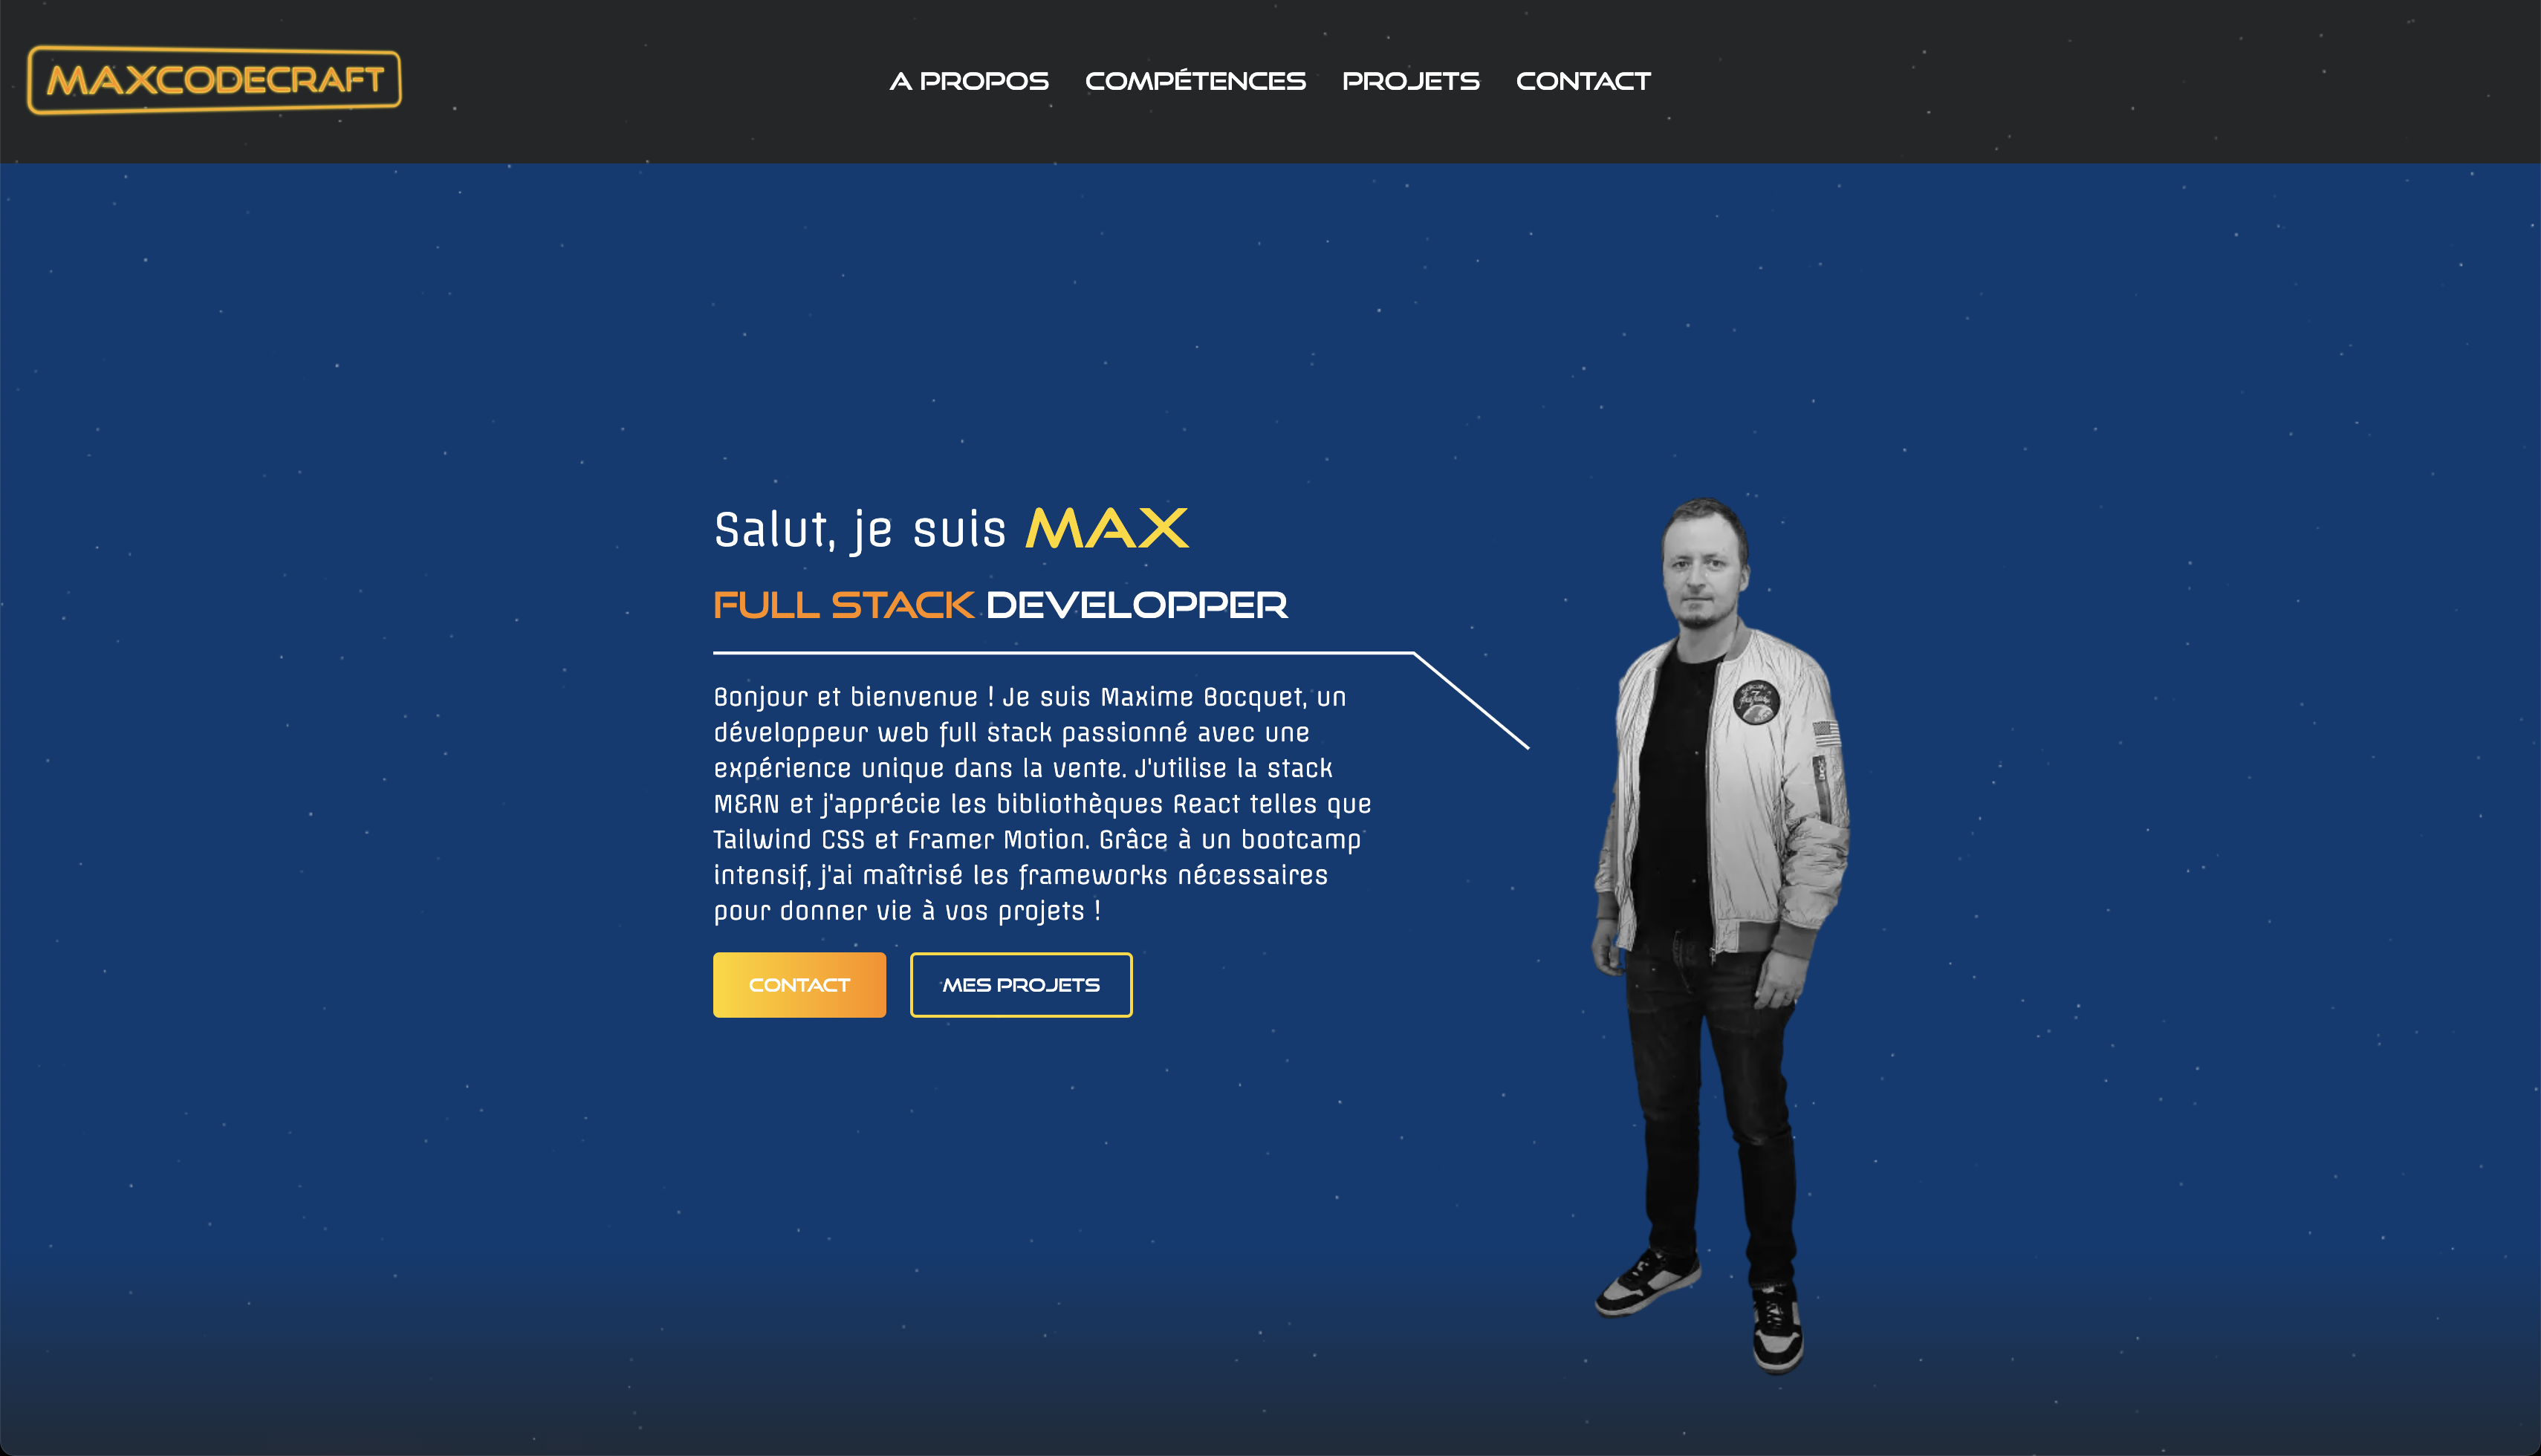 MAXCODECRAFT
A PROPOS COMPÉTENCES PROJETS CONTACT
Salut, je suis MAX
FULL STACK DEVELOPPER
Bonjour et bienvenue ! Je suis Maxime Bocquet, un
développeur web full stack passionné avec une
expérience unique dans la vente. J'utilise la stack
MERN et j'apprécie les bibliothèques React telles que
Tailwind CSS et Framer Motion. Grâce à un bootcamp
intensif, j'ai maîtrisé les frameworks nécessaires
pour donner vie à vos projets !
CONTACT MES PROJETS